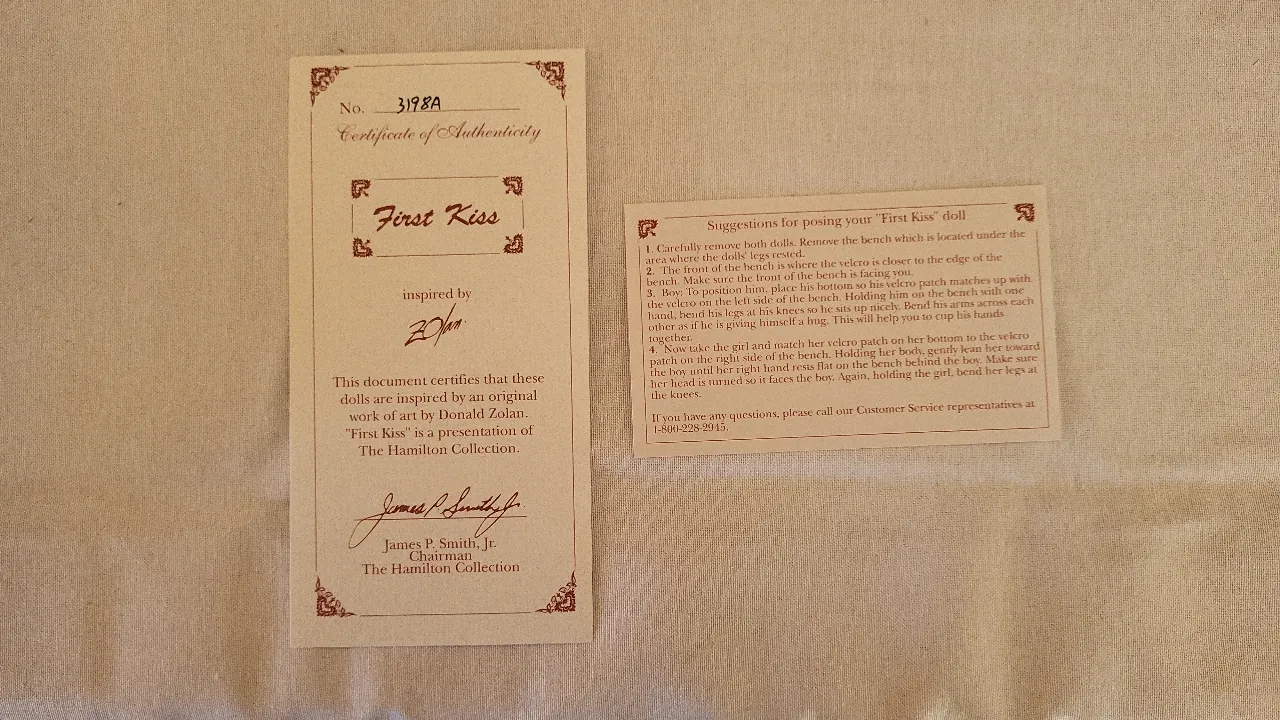 No. 3198A
Certificate of Authenticity
First Kiss
inspired by
Zolan
This document certifies that these
dolls are inspired by an original
work of art by Donald Zolan.
"First Kiss" is a presentation of
The Hamilton Collection.
James P. Smith, Jr.
James P. Smith, Jr.
Chairman
The Hamilton Collection
Suggestions for posing your "First Kiss" doll
1. Carefully remove both dolls. Remove the bench which is located under the
area where the dolls' legs rested.
2. The front of the bench is where the velcro is closer to the edge of the
bench. Make sure the front of the bench is facing you.
3. Boy: To position him, place his bottom so his velcro patch matches up with
the velcro on the left side of the bench. Holding him on the bench with one
hand, bend his legs at his knees so he sits up nicely. Bend his arms across each
other as if he is giving himself a hug. This will help you to cup his hands
together.
4. Now take the girl and match her velcro patch on her bottom to the velcro
patch on the right side of the bench. Holding her body, gently lean her toward
the boy until her right hand rests flat on the bench behind the boy. Make sure
her head is turned so it faces the boy. Again, holding the girl, bend her legs at
the knees.
If you have any questions, please call our Customer Service representatives at
1-800-228-2945.